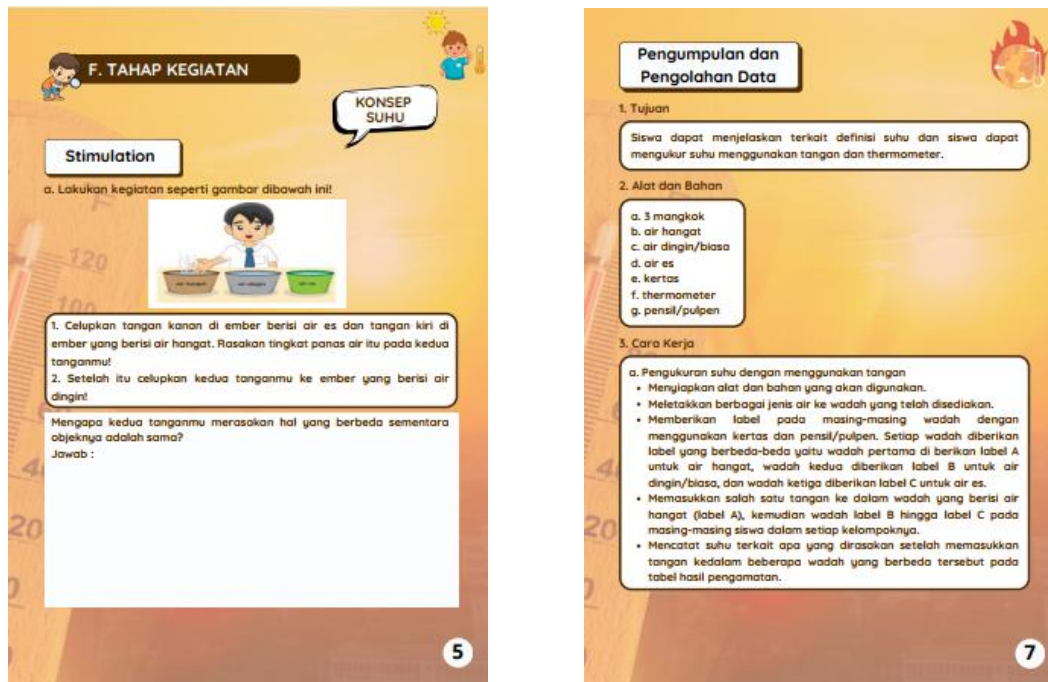 F. TAHAP KEGIATAN
KONSEP
SUHU
Stimulation
a. Lakukan kegiatan seperti gambar dibawah ini!
1. Celupkan tangan kanan di ember berisi air es dan tangan kiri di
ember yang berisi air hangat. Rasakan tingkat panas air itu pada kedua
tanganmu!
2. Setelah itu celupkan kedua tanganmu ke ember yang berisi air
dingin!
Mengapa kedua tanganmu merasakan hal yang berbeda sementara
objeknya adalah sama?
Jawab :
120
100
20
5
Pengumpulan dan
Pengolahan Data
1. Tujuan
Siswa dapat menjelaskan terkait definisi suhu dan siswa dapat
mengukur suhu menggunakan tangan dan thermometer.
2. Alat dan Bahan
a. 3 mangkok
b. air hangat
c. air dingin/biasa
d. air es
e. kertas
f. thermometer
g. pensil/pulpen
3. Cara Kerja
a. Pengukuran suhu dengan menggunakan tangan
• Menyiapkan alat dan bahan yang akan digunakan.
• Meletakkan berbagai jenis air ke wadah yang telah disediakan.
• Memberikan label pada masing-masing wadah dengan
menggunakan kertas dan pensil/pulpen. Setiap wadah diberikan
label yang berbeda-beda yaitu wadah pertama di berikan label A
untuk air hangat, wadah kedua diberikan label B untuk air
dingin/biasa, dan wadah ketiga diberikan label C untuk air es.
• Memasukkan salah satu tangan ke dalam wadah yang berisi air
hangat (label A), kemudian wadah label B hingga label C pada
masing-masing siswa dalam setiap kelompoknya.
• Mencatat suhu terkait apa yang dirasakan setelah memasukkan
tangan kedalam beberapa wadah yang berbeda tersebut pada
tabel hasil pengamatan.
20
7